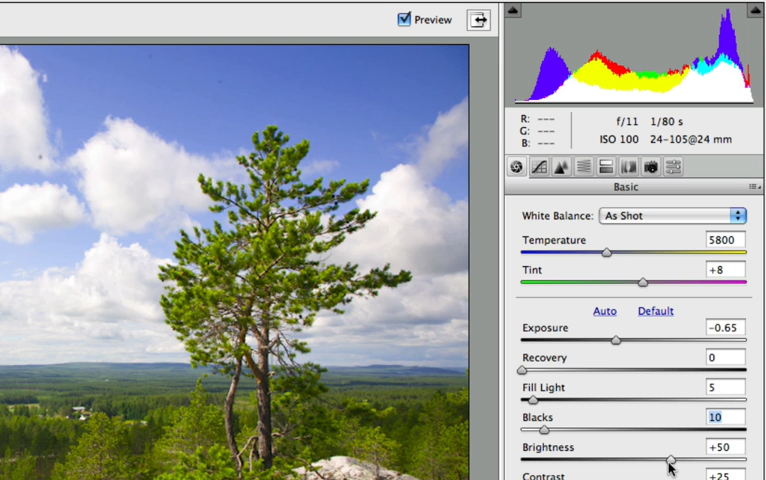 Preview
R: ---
G: ---
B: ---
f/11 1/80 s
ISO 100 24-105@24 mm
Basic
White Balance: As Shot
Temperature 5800
Tint +8
Auto Default
Exposure -0.65
Recovery 0
Fill Light 5
Blacks 10
Brightness +50
Contrast +25